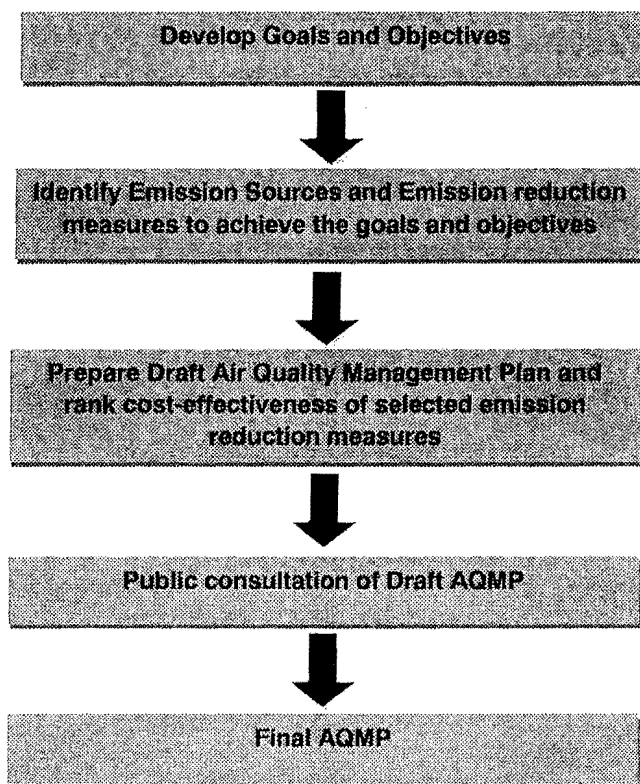 Develop Goals and Objectives
Identify Emission Sources and Emission reduction
measures to achieve the goals and objectives
Prepare Draft Air Quality Management Plan and
rank cost-effectiveness of selected emission
reduction measures
Public consultation of Draft AQMP
Final AQMP